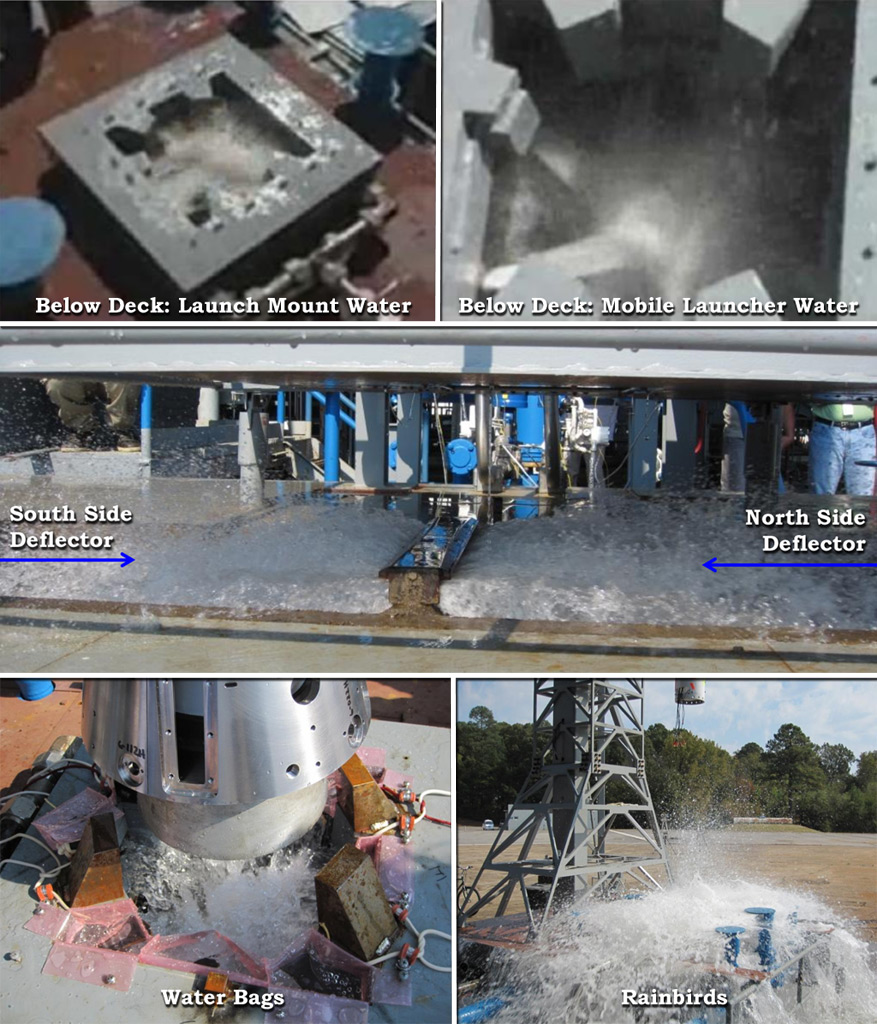 Below Deck: Launch Mount Water
Below Deck: Mobile Launcher Water
South Side
Deflector
North Side
Deflector
Water Bags
Rainbirds